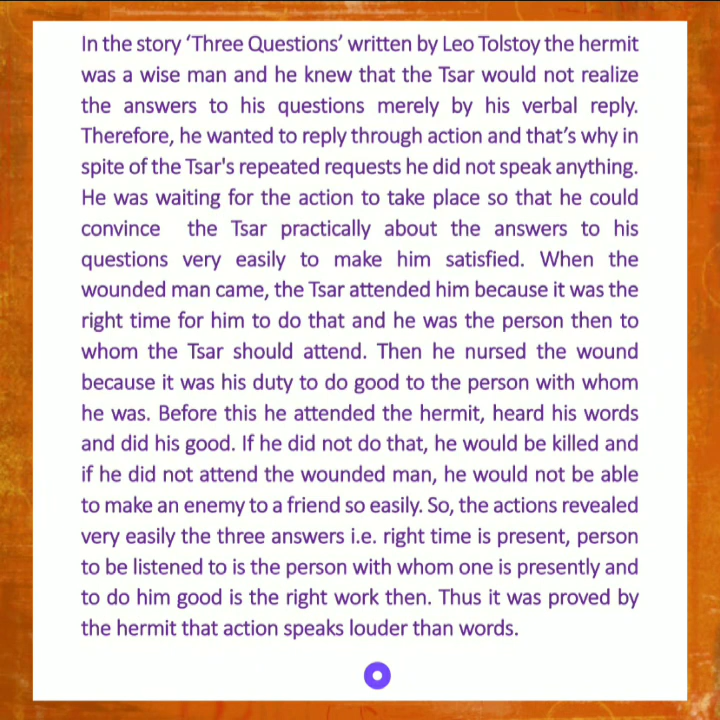 In the story ‘Three Questions’ written by Leo Tolstoy the hermit
was a wise man and he knew that the Tsar would not realize
the answers to his questions merely by his verbal reply.
Therefore, he wanted to reply through action and that’s why in
spite of the Tsar's repeated requests he did not speak anything.
He was waiting for the action to take place so that he could
convince the Tsar practically about the answers to his
questions very easily to make him satisfied. When the
wounded man came, the Tsar attended him because it was the
right time for him to do that and he was the person then to
whom the Tsar should attend. Then he nursed the wound
because it was his duty to do good to the person with whom
he was. Before this he attended the hermit, heard his words
and did his good. If he did not do that, he would be killed and
if he did not attend the wounded man, he would not be able
to make an enemy to a friend so easily. So, the actions revealed
very easily the three answers i.e. right time is present, person
to be listened to is the person with whom one is presently and
to do him good is the right work then. Thus it was proved by
the hermit that action speaks louder than words.